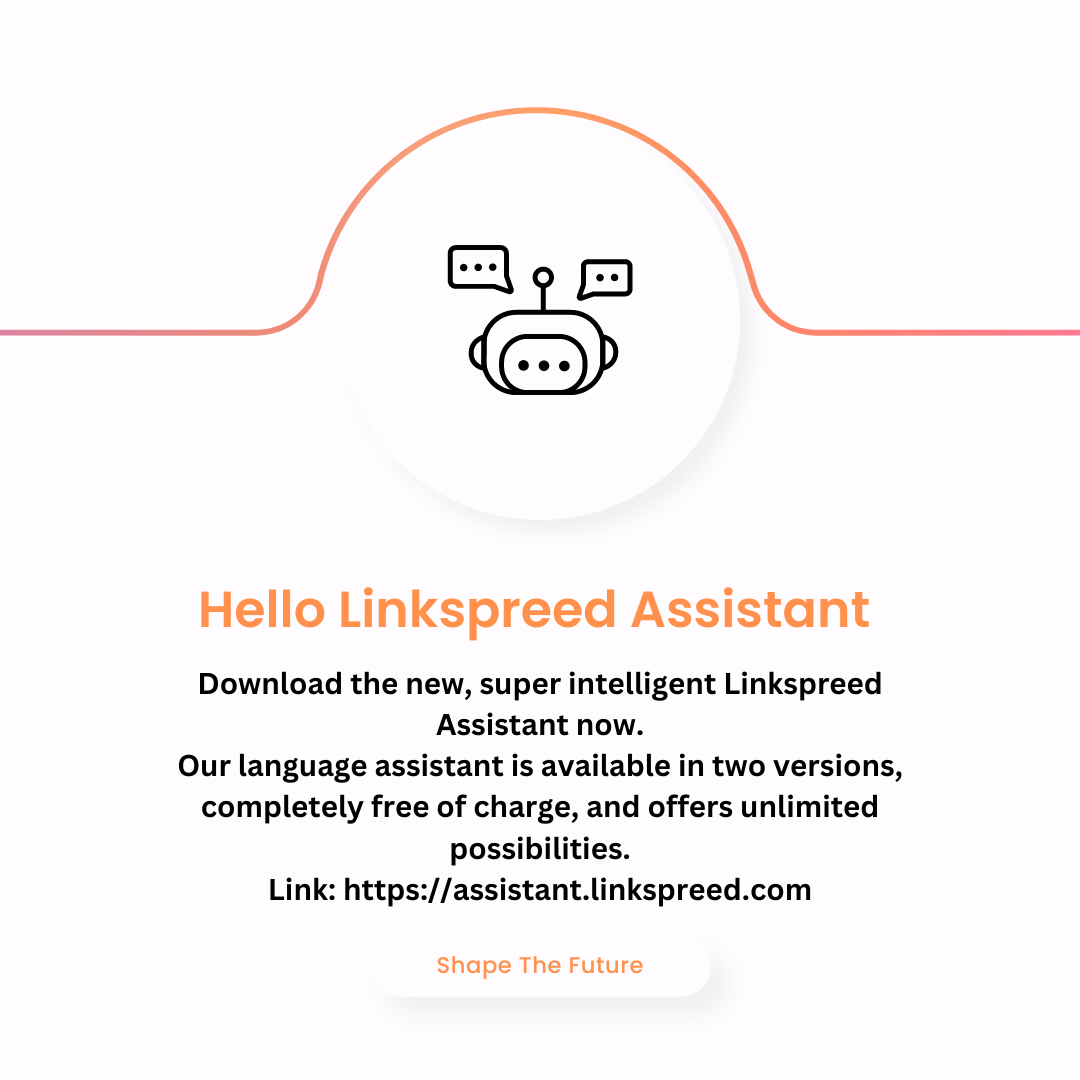 Hello Linkspreed Assistant
Download the new, super intelligent Linkspreed
Assistant now.
Our language assistant is available in two versions,
completely free of charge, and offers unlimited
possibilities.
Link: https://assistant.linkspreed.com
Shape The Future